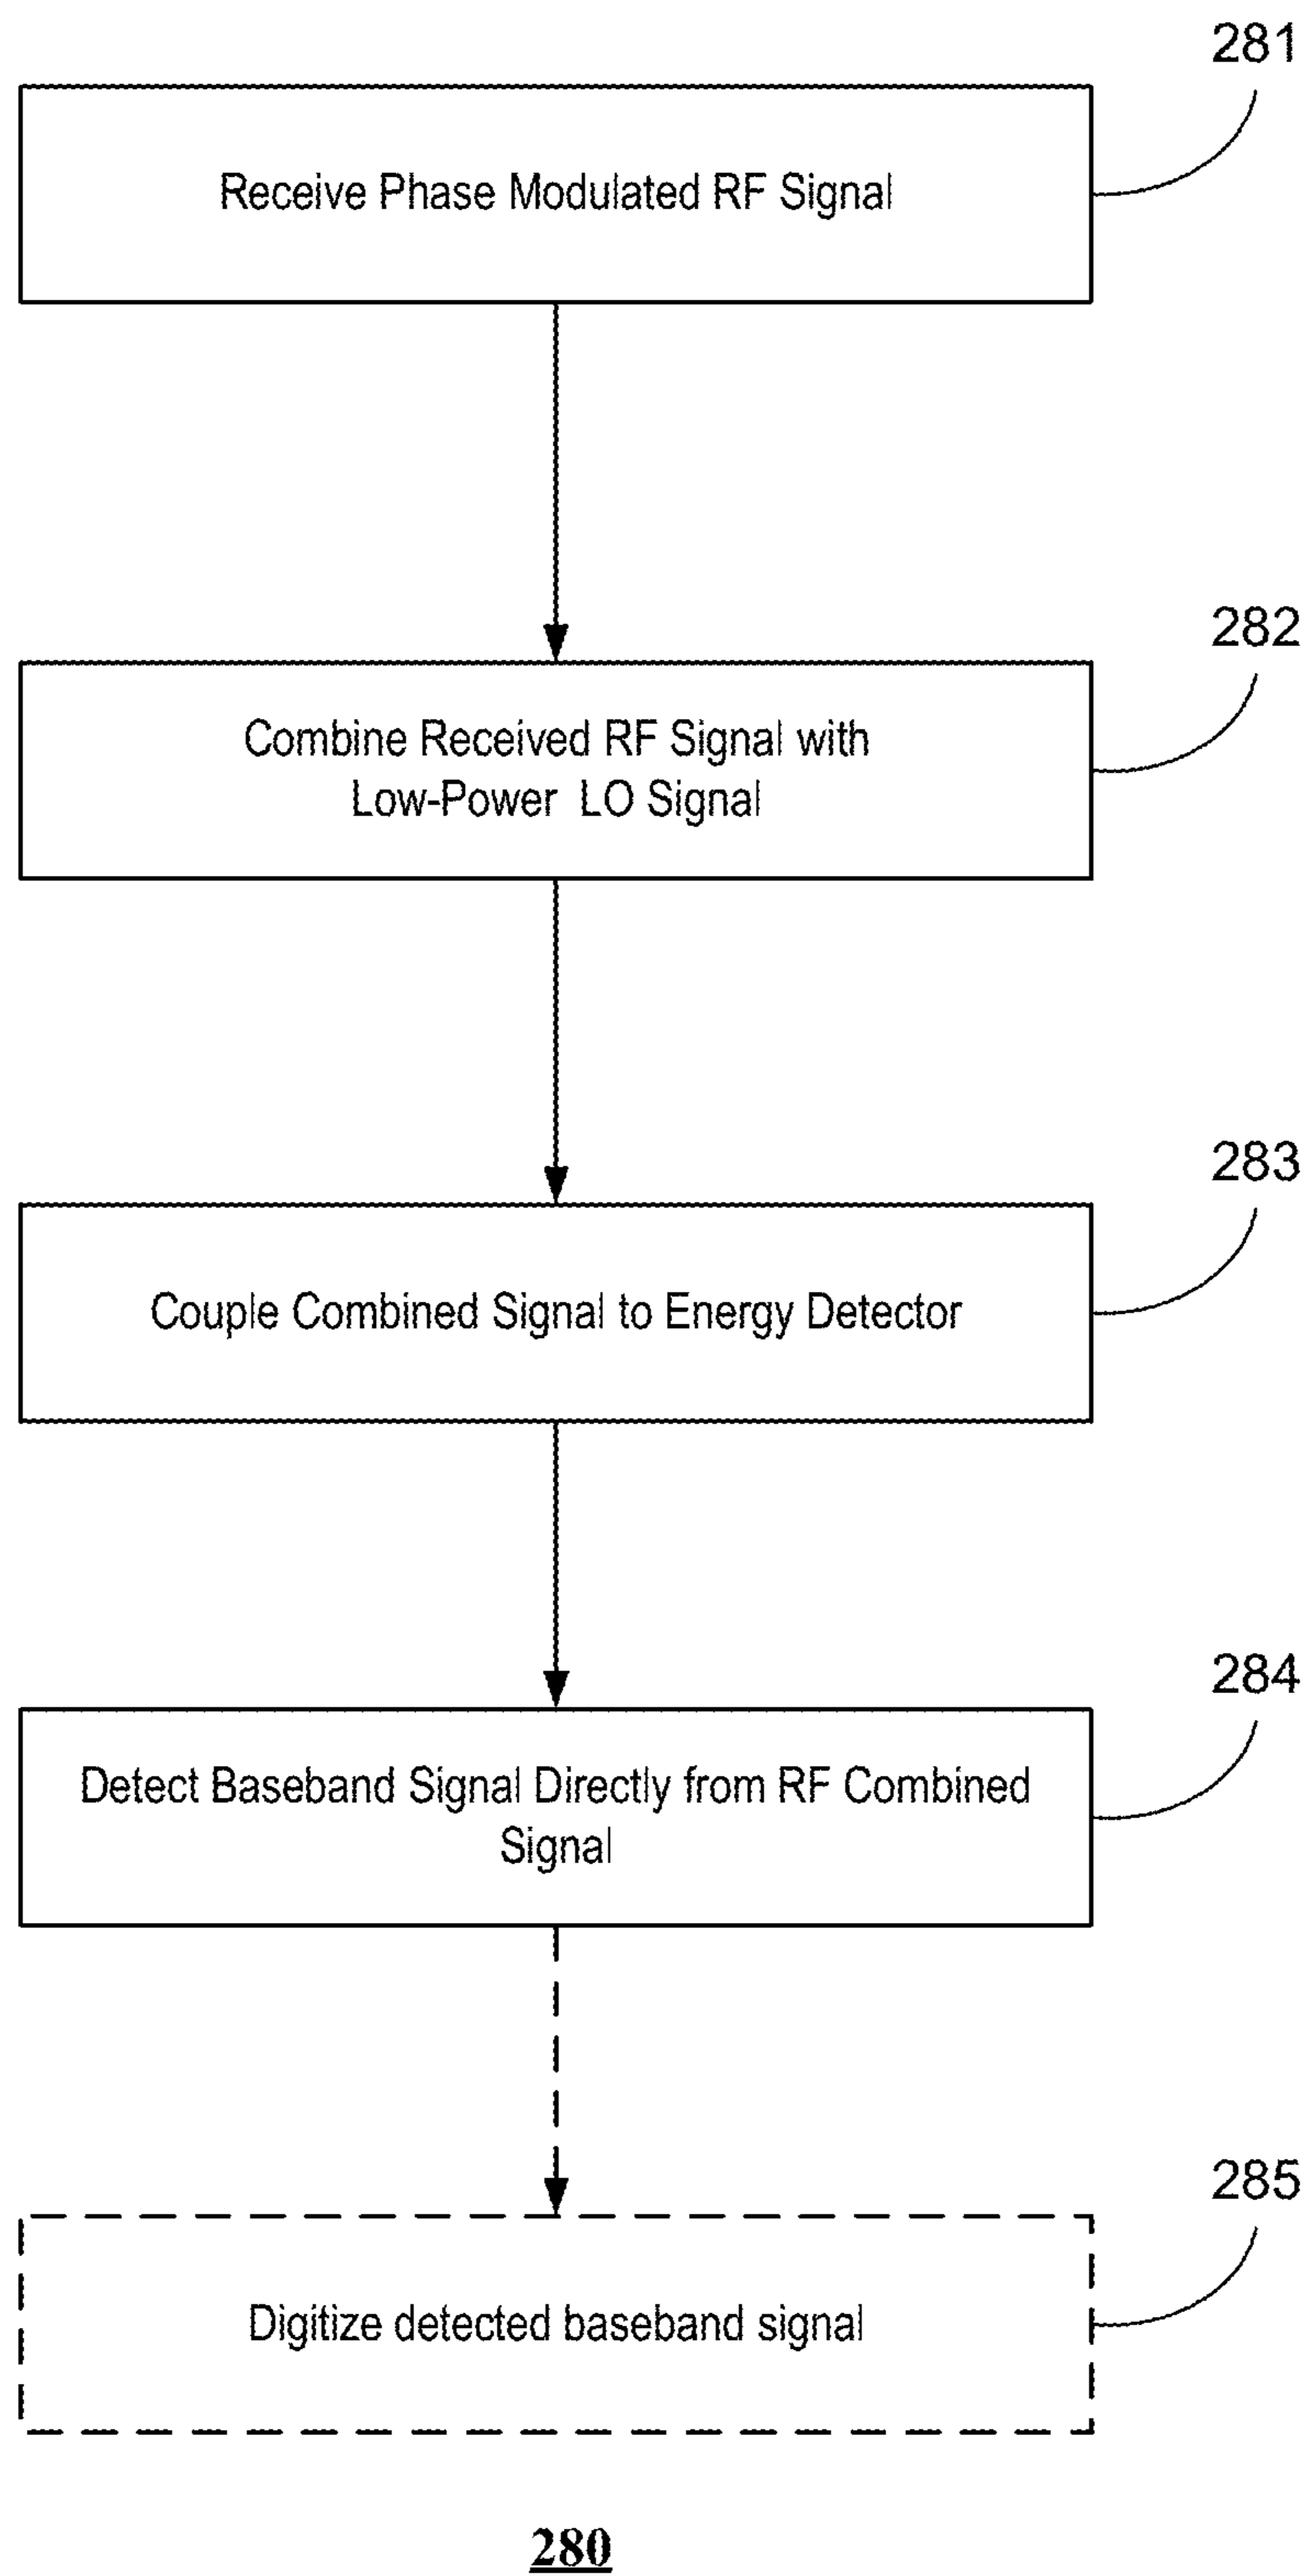 281
Receive Phase Modulated RF Signal
282
Combine Received RF Signal with
Low-Power LO Signal
283
Couple Combined Signal to Energy Detector
284
Detect Baseband Signal Directly from RF Combined
Signal
285
Digitize detected baseband signal
280